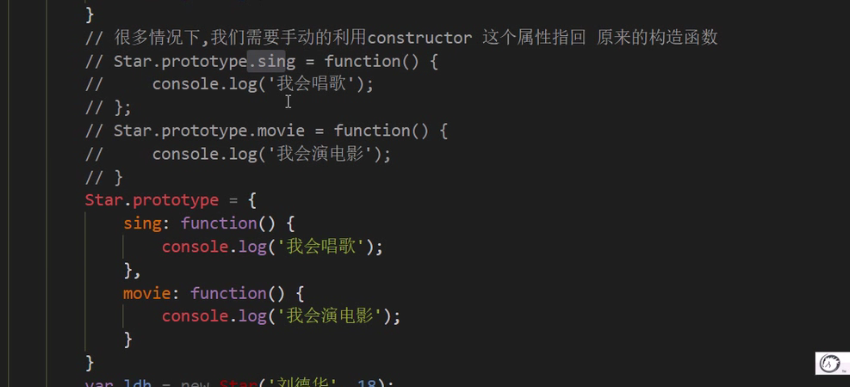 }
// 很多情况下,我们需要手动的利用constructor 这个属性指回 原来的构造函数
// Star.prototype.sing = function() {
//     console.log('我会唱歌');
// };
// Star.prototype.movie = function() {
//     console.log('我会演电影');
// }
Star.prototype = {
    sing: function() {
        console.log('我会唱歌');
    },
    movie: function() {
        console.log('我会演电影');
    }
}
var ldh = new Star('刘德华', 18);